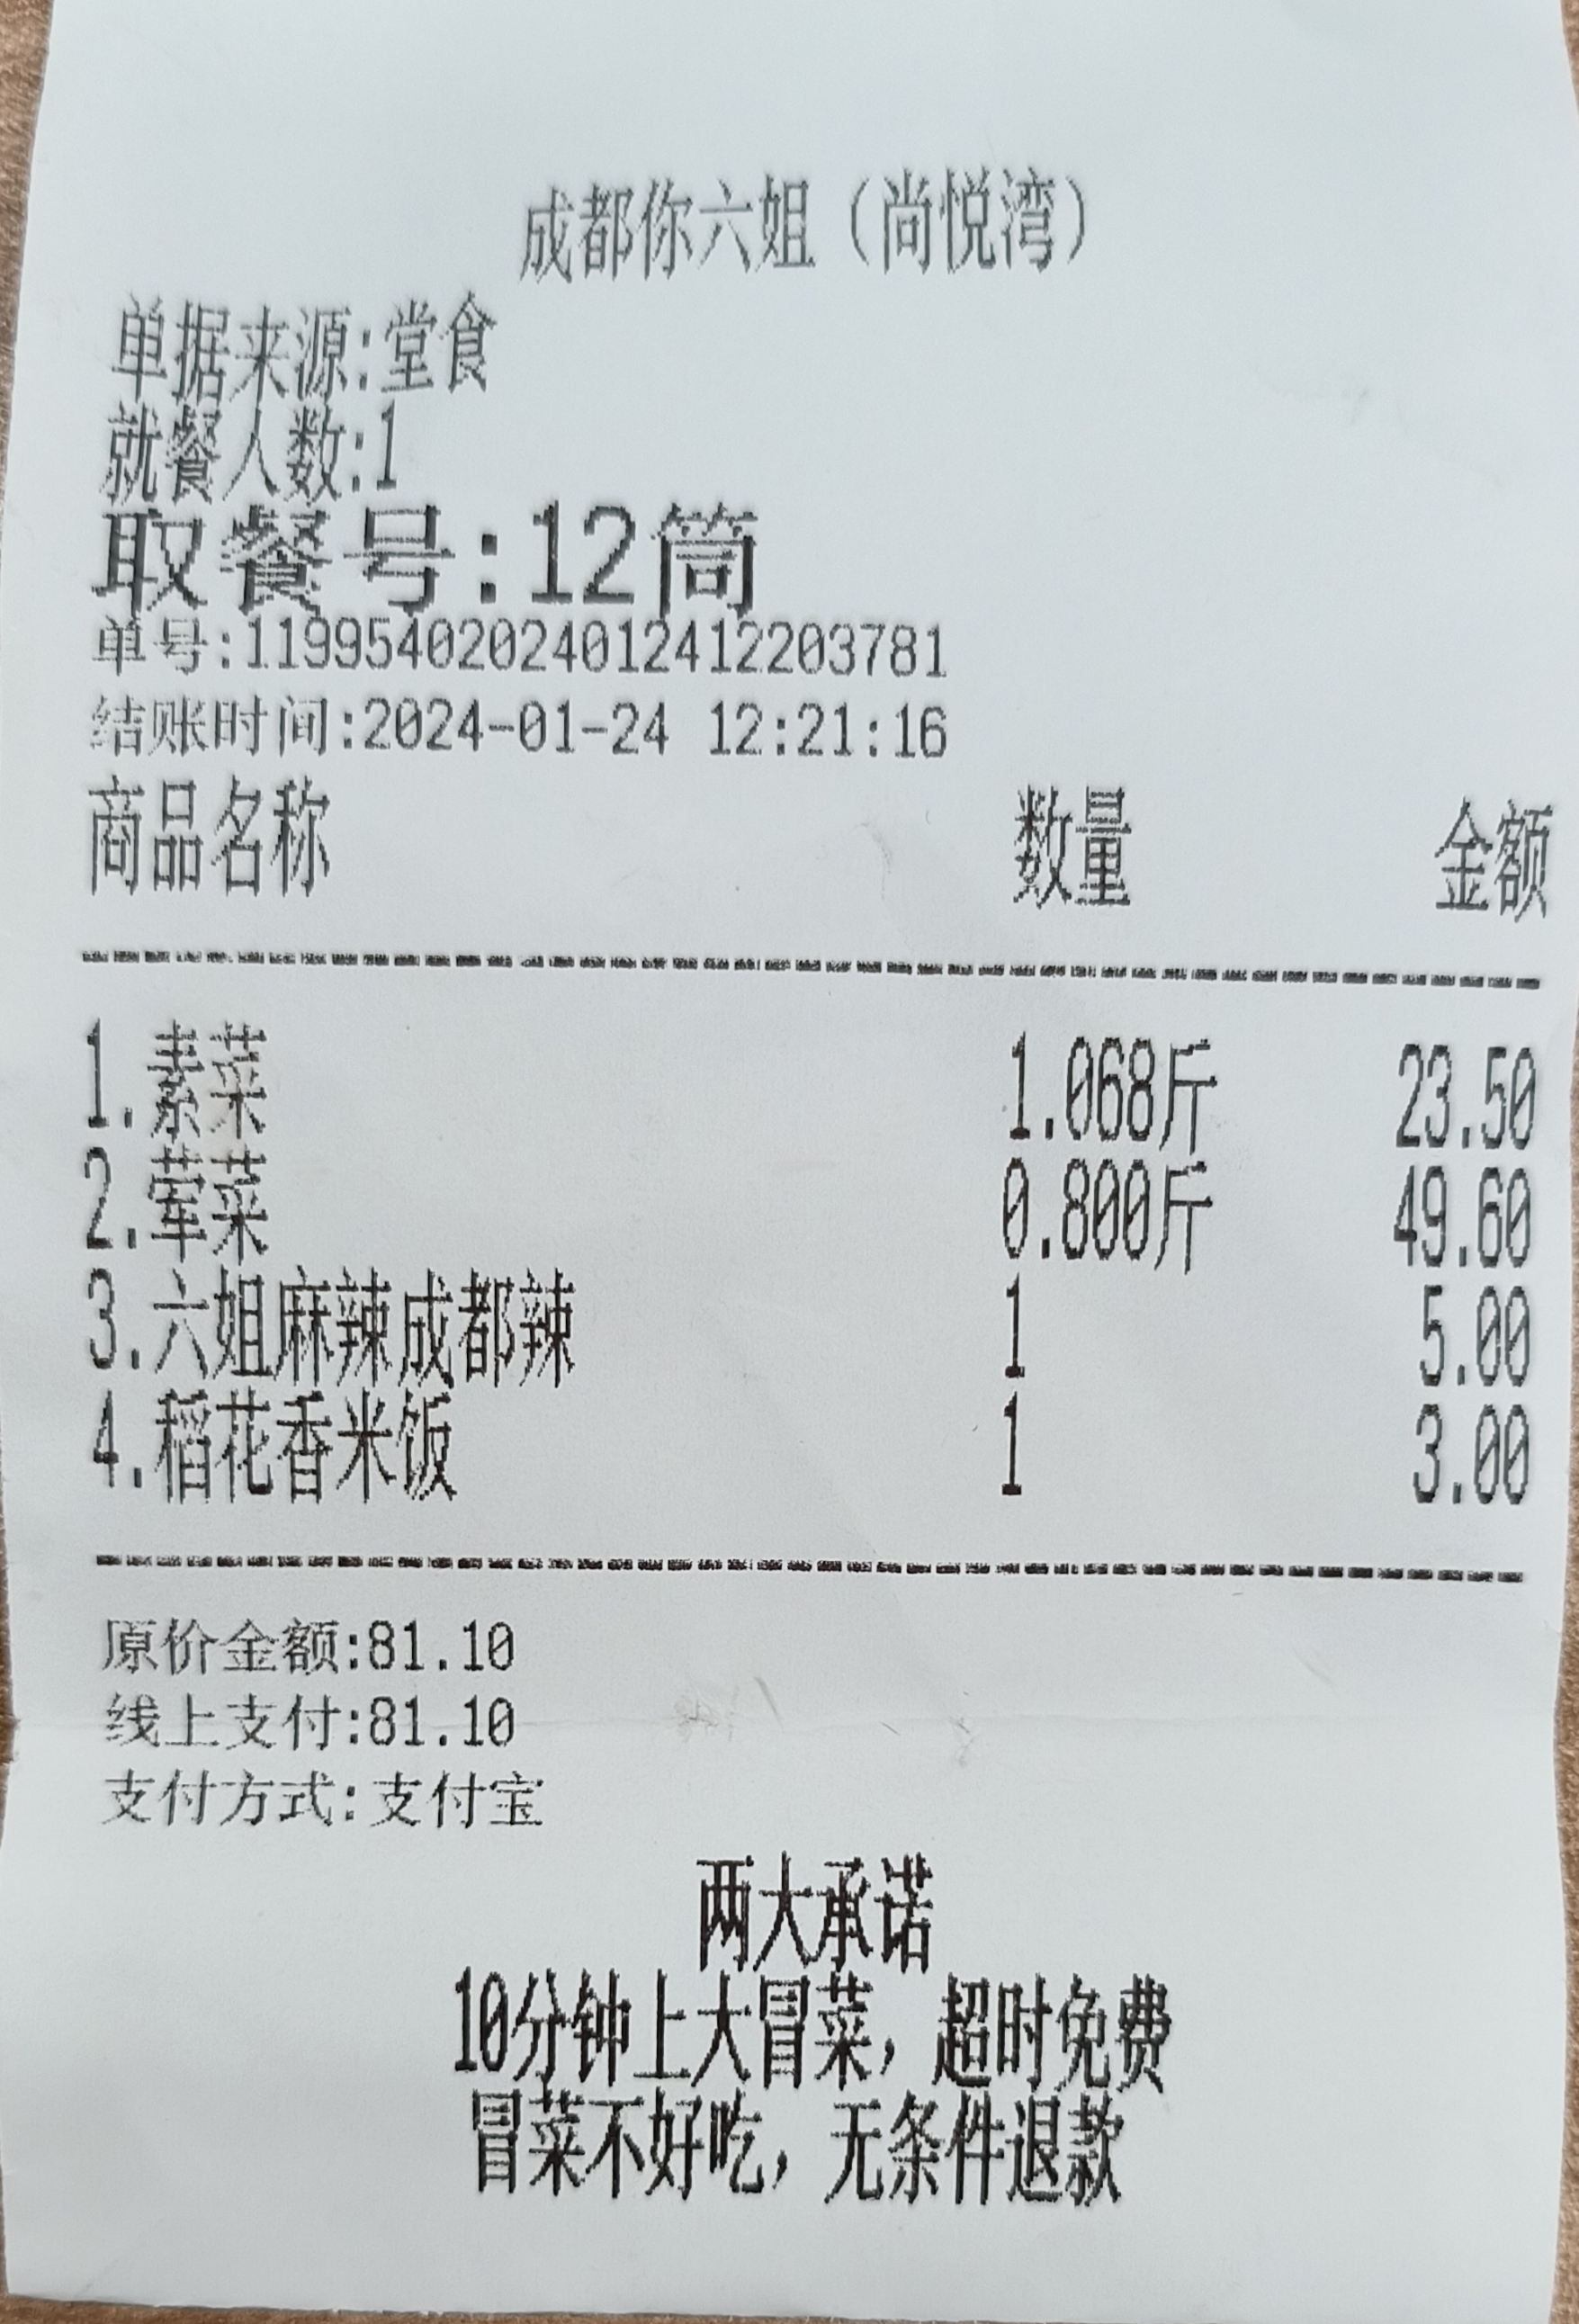 成都你六姐（尚悦湾）
单据来源:堂食
就餐人数:1
取餐号:12筒
单号:11995402024012412203781
结账时间:2024-01-24 12:21:16
商品名称 数量 金额
1.素菜 1.068斤 23.50
2.荤菜 0.800斤 49.60
3.六姐麻辣成都辣 1 5.00
4.稻花香米饭 1 3.00
原价金额:81.10
线上支付:81.10
支付方式:支付宝
两大承诺
10分钟上大冒菜，超时免费
冒菜不好吃，无条件退款